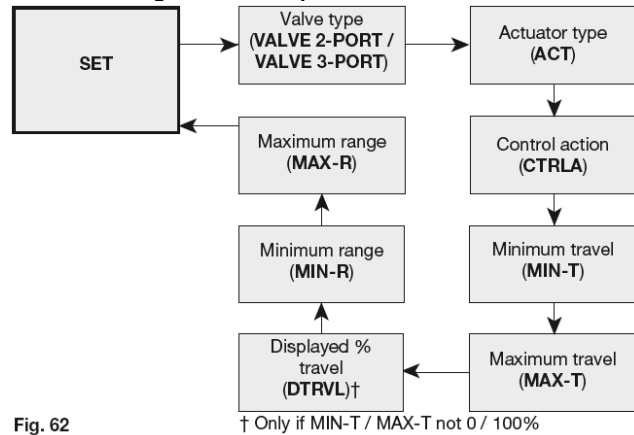 SET
Valve type
(VALVE 2-PORT /
VALVE 3-PORT)
Actuator type
(ACT)
Control action
(CTRLA)
Minimum travel
(MIN-T)
Maximum travel
(MAX-T)
Displayed %
travel
(DTRVL)†
Minimum range
(MIN-R)
Maximum range
(MAX-R)
Fig. 62
† Only if MIN-T / MAX-T not 0 / 100%